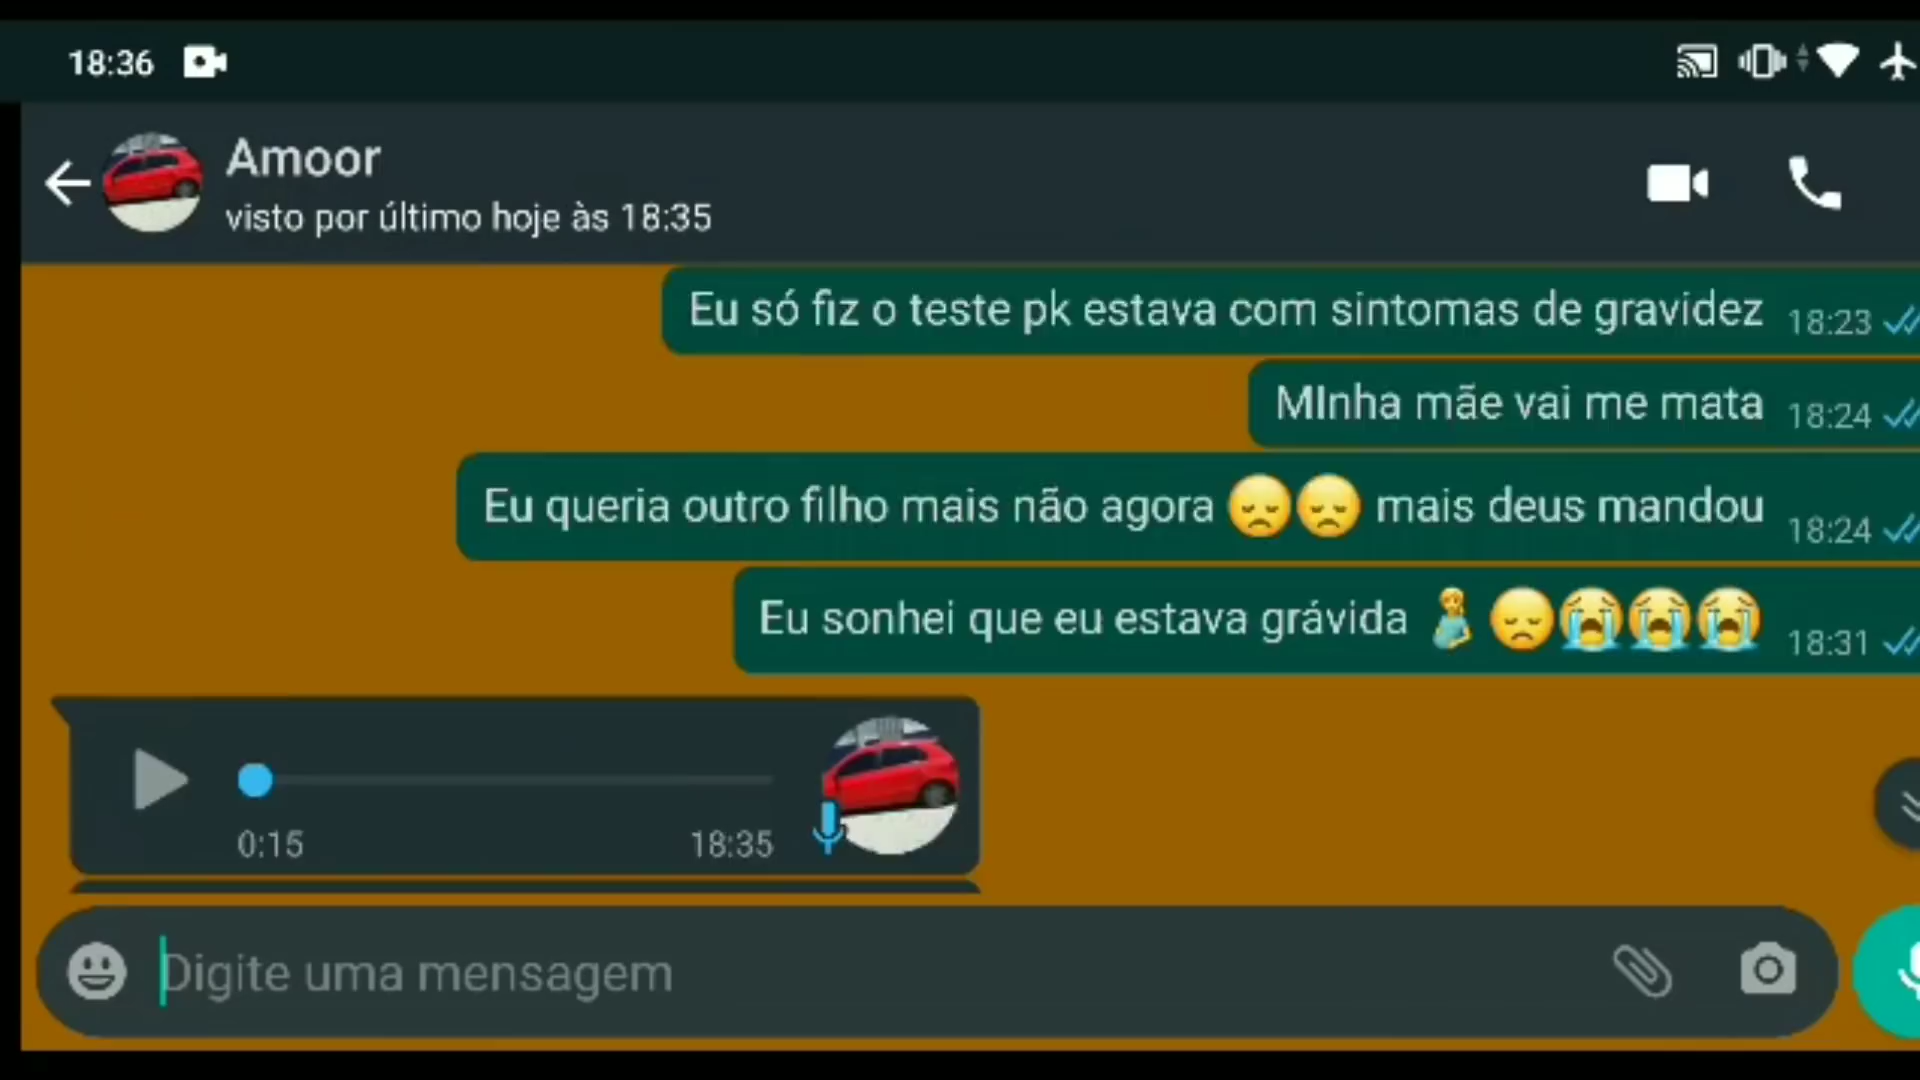 18:36
Amoor
visto por último hoje às 18:35
Eu só fiz o teste pk estava com sintomas de gravidez 18:23
MInha mãe vai me mata 18:24
Eu queria outro filho mais não agora 😞😞 mais deus mandou 18:24
Eu sonhei que eu estava grávida 🫃😞😭😭😭 18:31
0:15 18:35
Digite uma mensagem